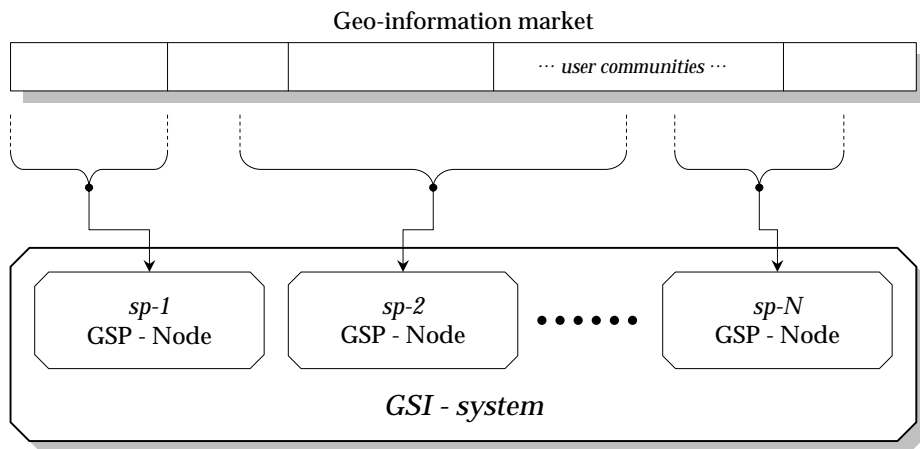 Geo-information market
··· user communities ···
sp-1
GSP - Node
sp-2
GSP - Node
sp-N
GSP - Node
GSI - system